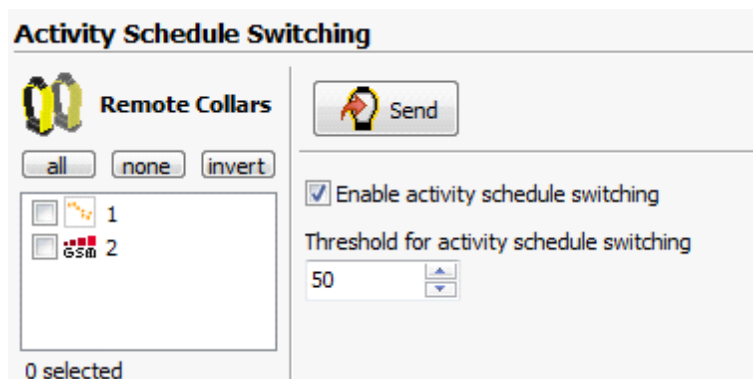 Activity Schedule Switching
Remote Collars
all none invert
1
GSM 2
0 selected
Send
Enable activity schedule switching
Threshold for activity schedule switching
50